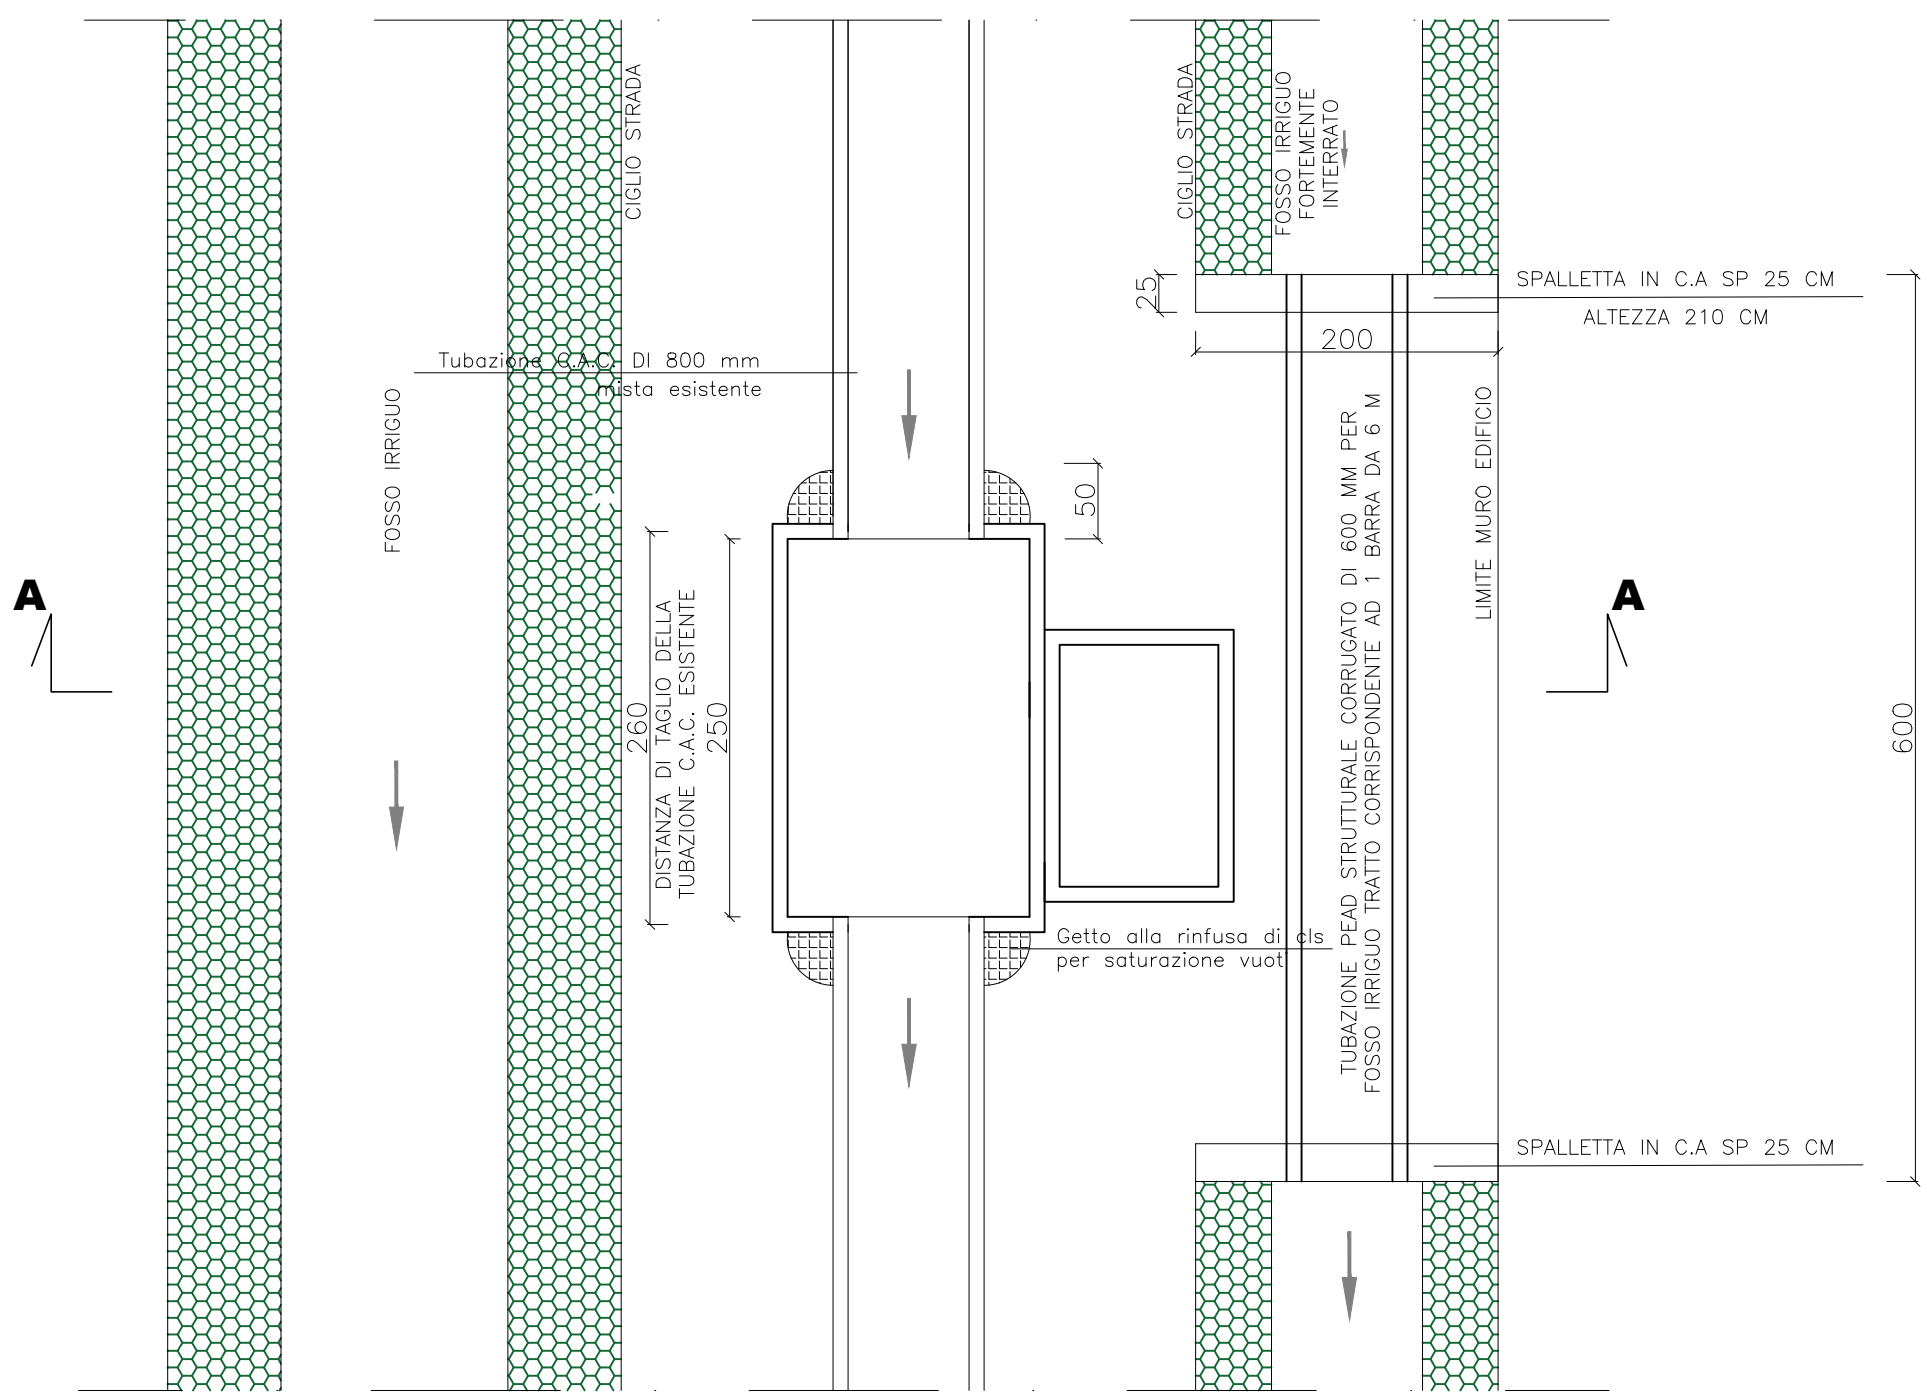 CIGLIO STRADA
CIGLIO STRADA
FOSSO IRRIGUO
FORTEMENTE
INTERRATO
25
SPALLETTA IN C.A SP 25 CM
ALTEZZA 210 CM
200
Tubazione C.A.C. DI 800 mm
mista esistente
FOSSO IRRIGUO
50
A
A
260
DISTANZA DI TAGLIO DELLA
TUBAZIONE C.A.C. ESISTENTE
250
TUBAZIONE PEAD STRUTTURALE CORRUGATO DI 600 MM PER
FOSSO IRRIGUO TRATTO CORRISPONDENTE AD 1 BARRA DA 6 M
LIMITE MURO EDIFICIO
600
Getto alla rinfusa di cls
per saturazione vuoti
SPALLETTA IN C.A SP 25 CM